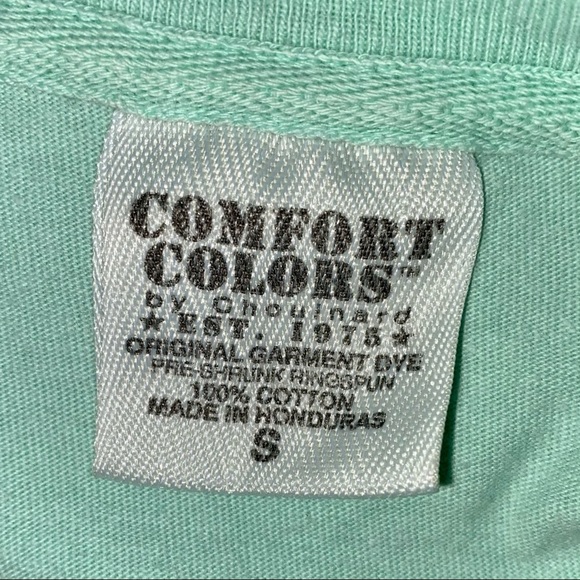 COMFORT
COLORS™
by Chouinard
★ EST. 1975 ★
ORIGINAL GARMENT DYE
PRE-SHRUNK RINGSPUN
100% COTTON
MADE IN HONDURAS
S